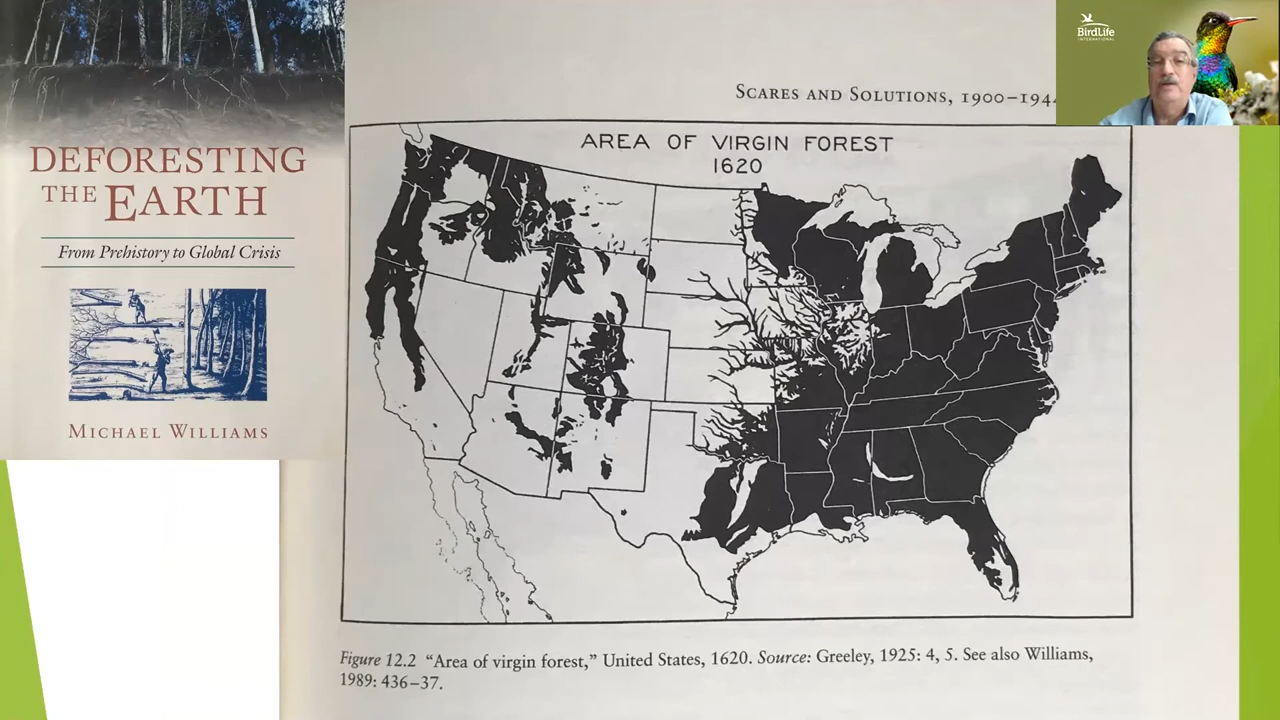 DEFORESTING
THE EARTH
From Prehistory to Global Crisis
MICHAEL WILLIAMS
SCARES AND SOLUTIONS, 1900–194
AREA OF VIRGIN FOREST
1620
Figure 12.2 “Area of virgin forest,” United States, 1620. Source: Greeley, 1925: 4, 5. See also Williams,
1989: 436–37.
BirdLife
INTERNATIONAL